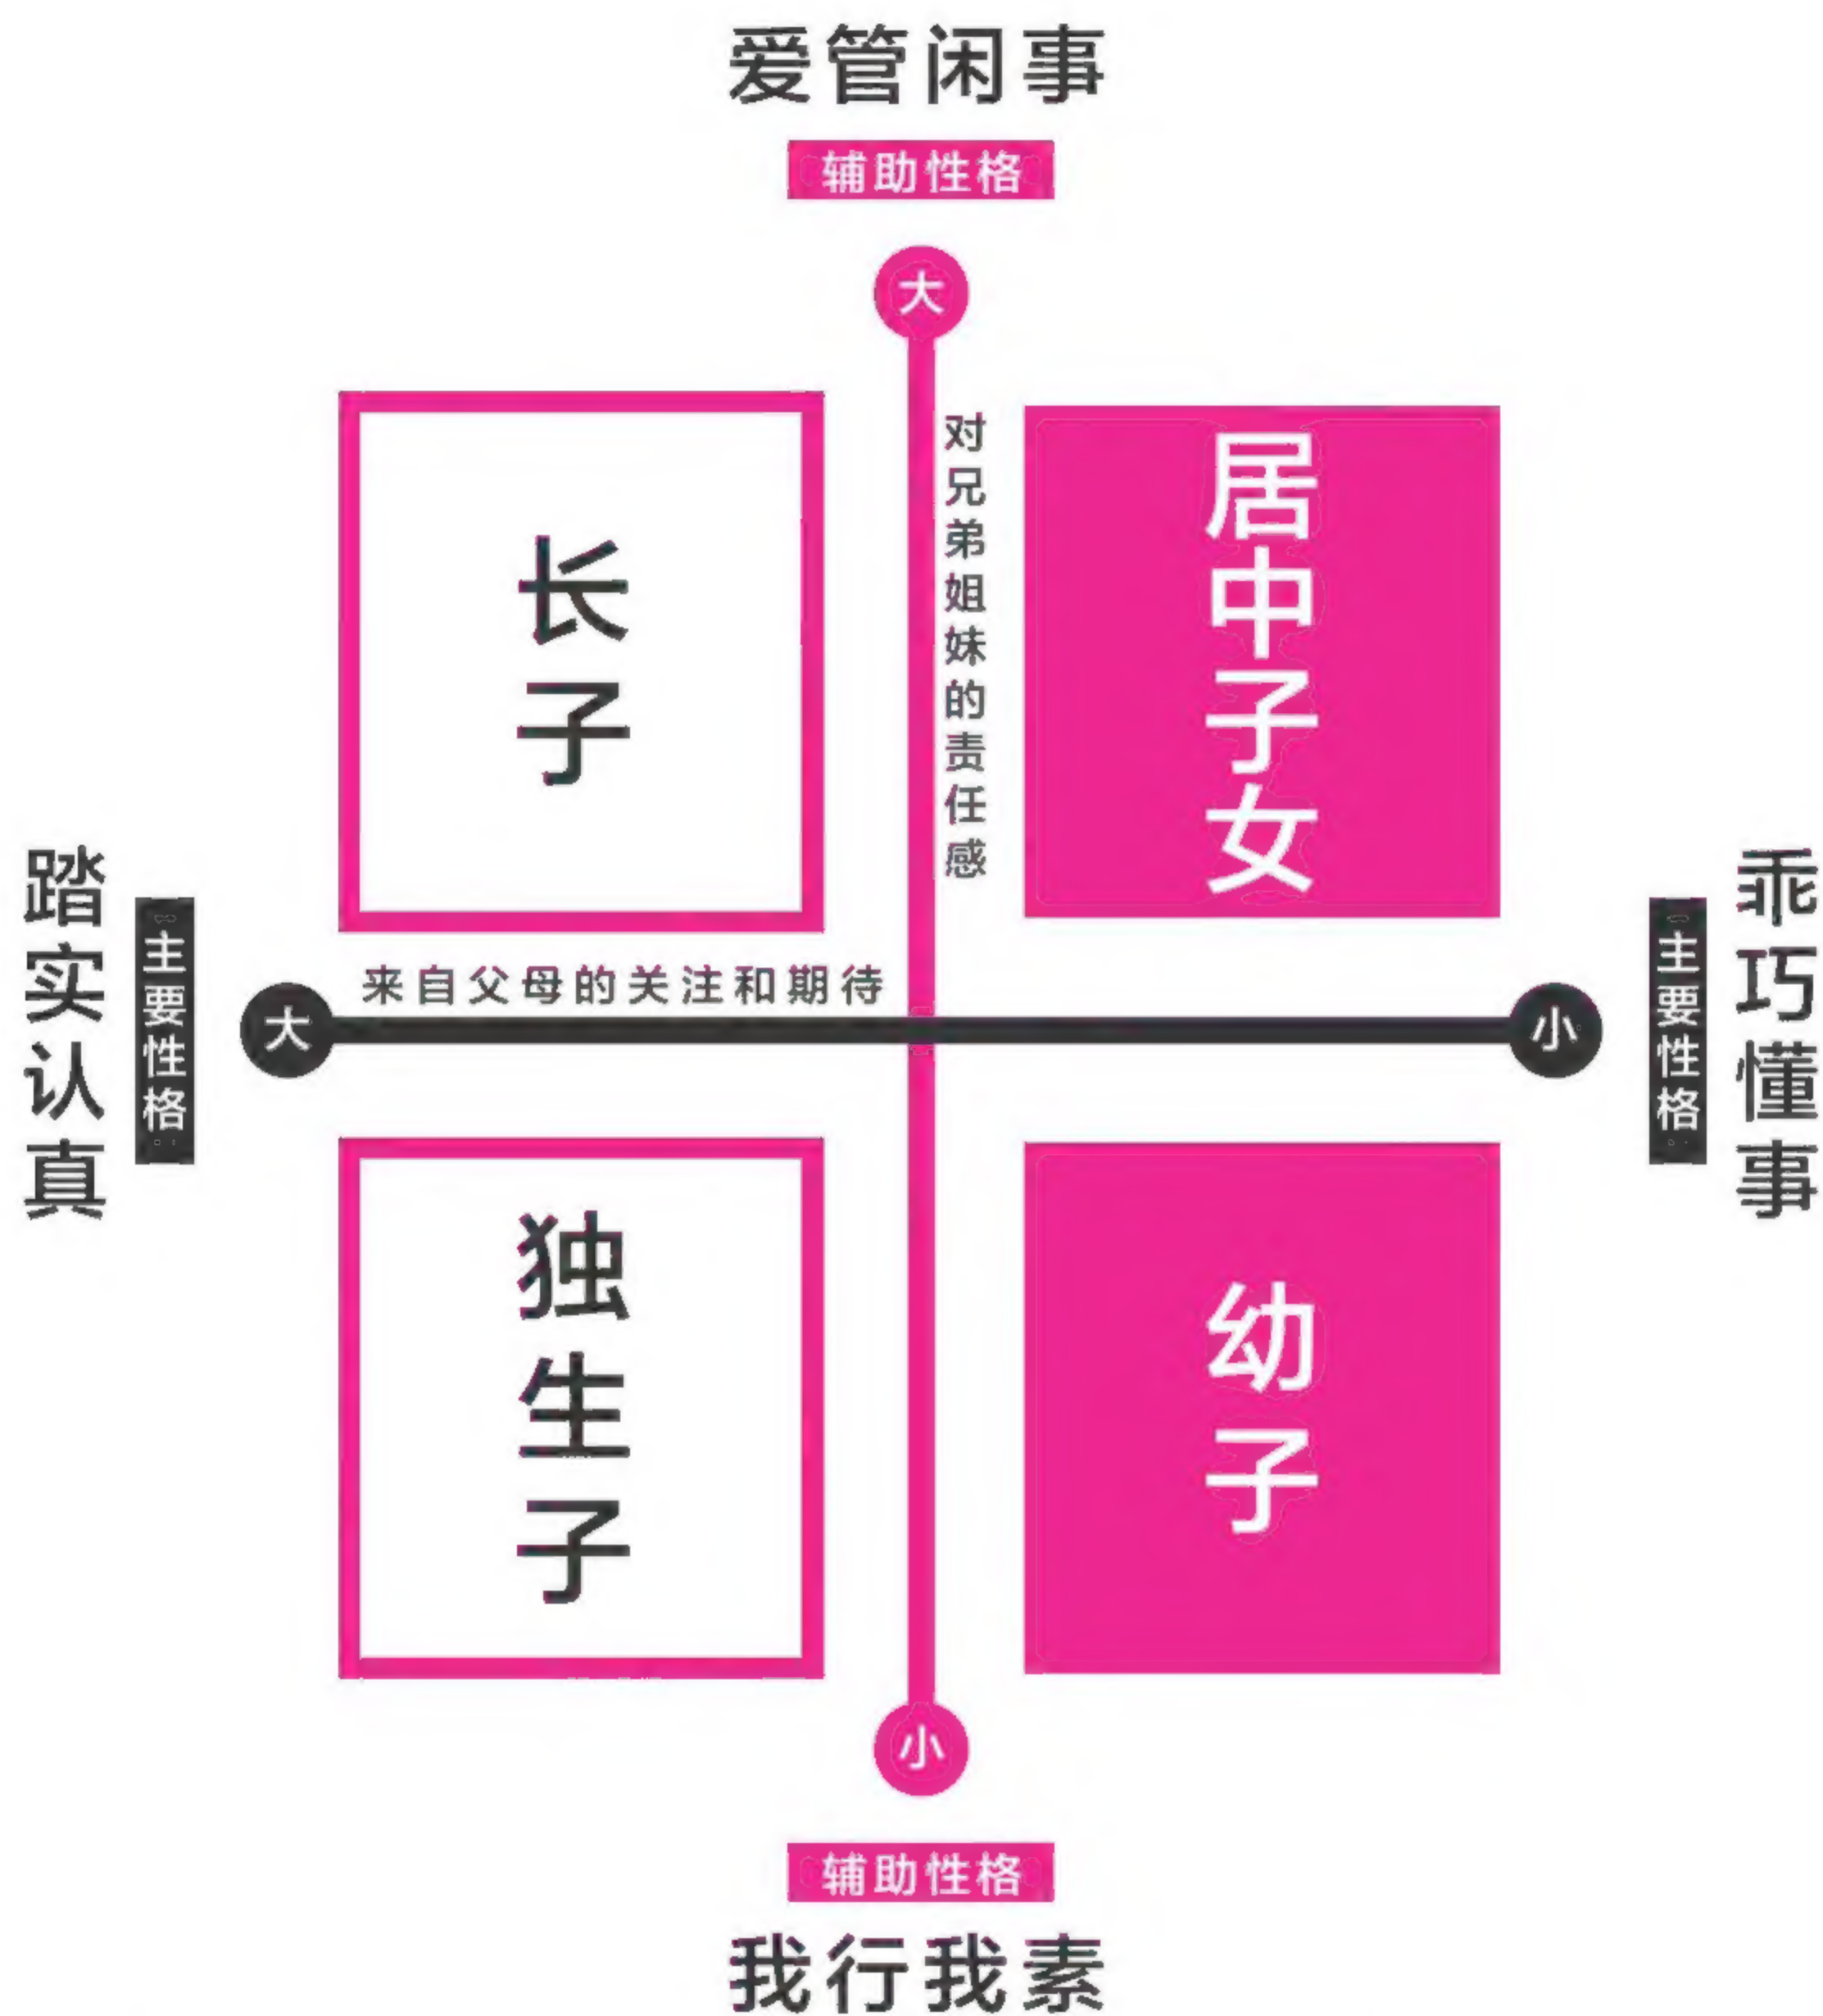 爱管闲事
辅助性格
大
对兄弟姐妹的责任感
长子
居中子女
踏实认真
主要性格
大
来自父母的关注和期待
小
主要性格
乖巧懂事
独生子
幼子
小
辅助性格
我行我素